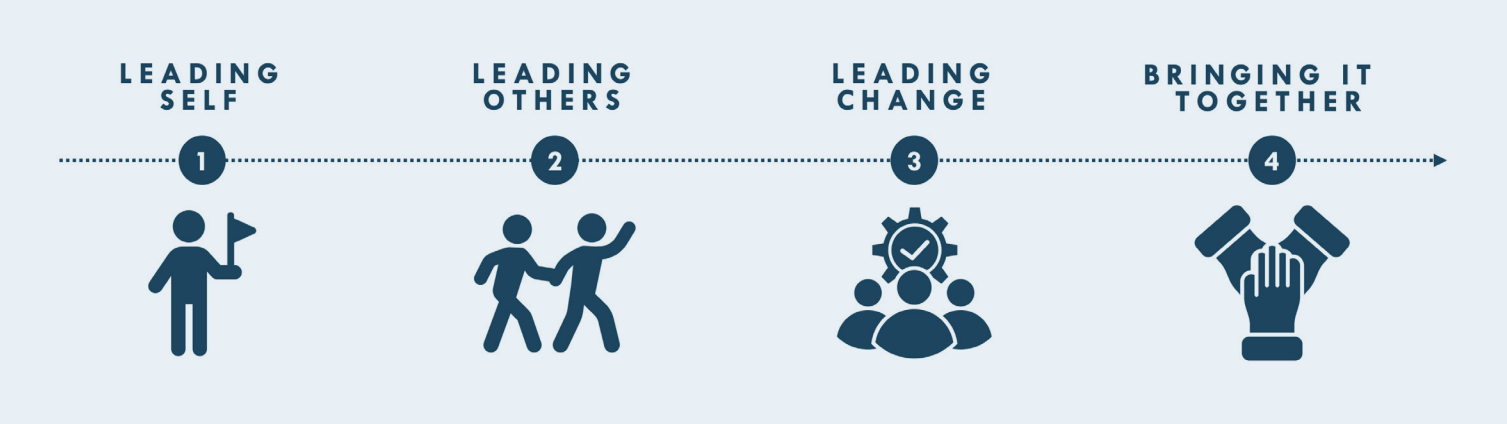 LEADING
SELF
1
LEADING
OTHERS
2
LEADING
CHANGE
3
BRINGING IT
TOGETHER
4